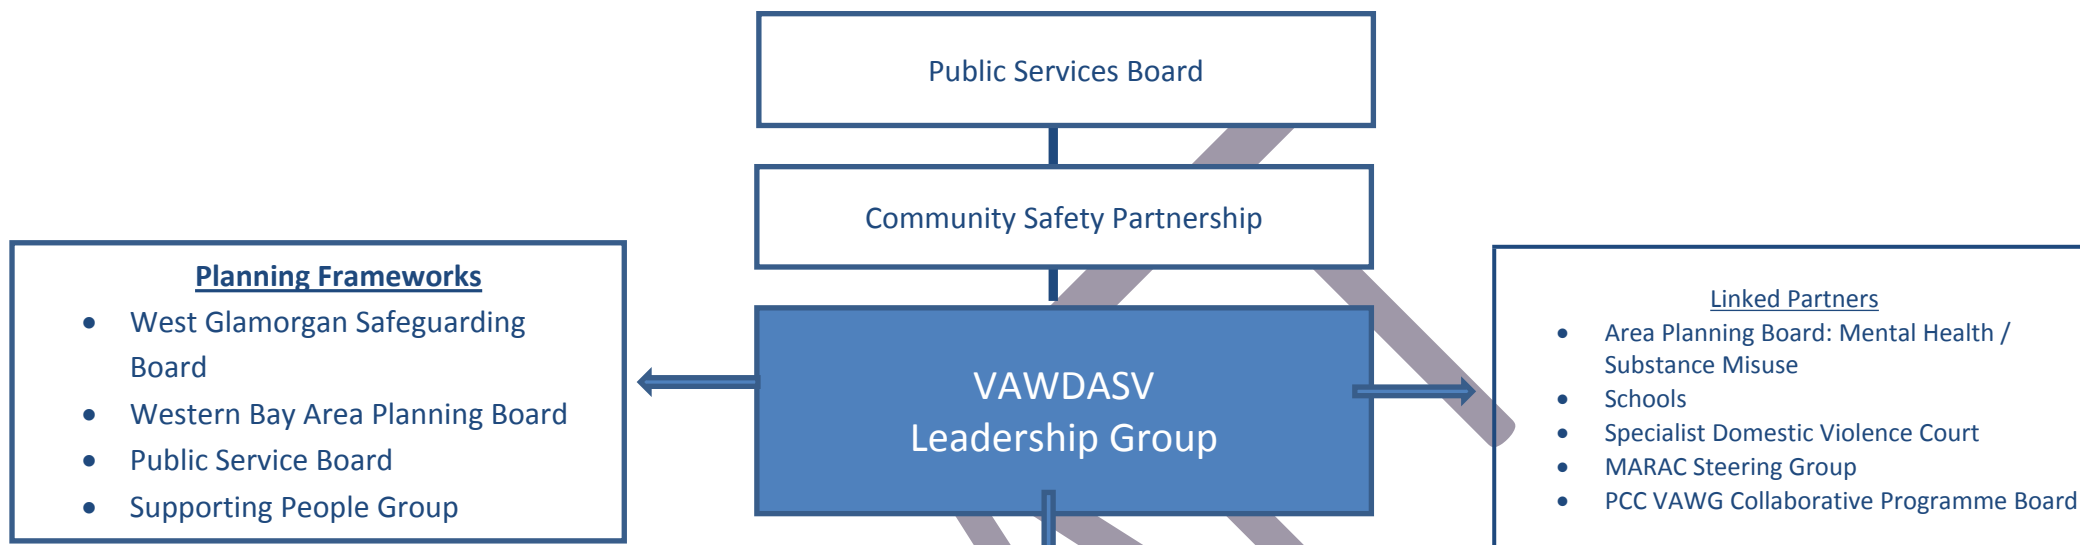 Public Services Board
Community Safety Partnership
Planning Frameworks
• West Glamorgan Safeguarding
Board
• Western Bay Area Planning Board
• Public Service Board
• Supporting People Group
VAWDASV
Leadership Group
Linked Partners
• Area Planning Board: Mental Health /
Substance Misuse
• Schools
• Specialist Domestic Violence Court
• MARAC Steering Group
• PCC VAWG Collaborative Programme Board